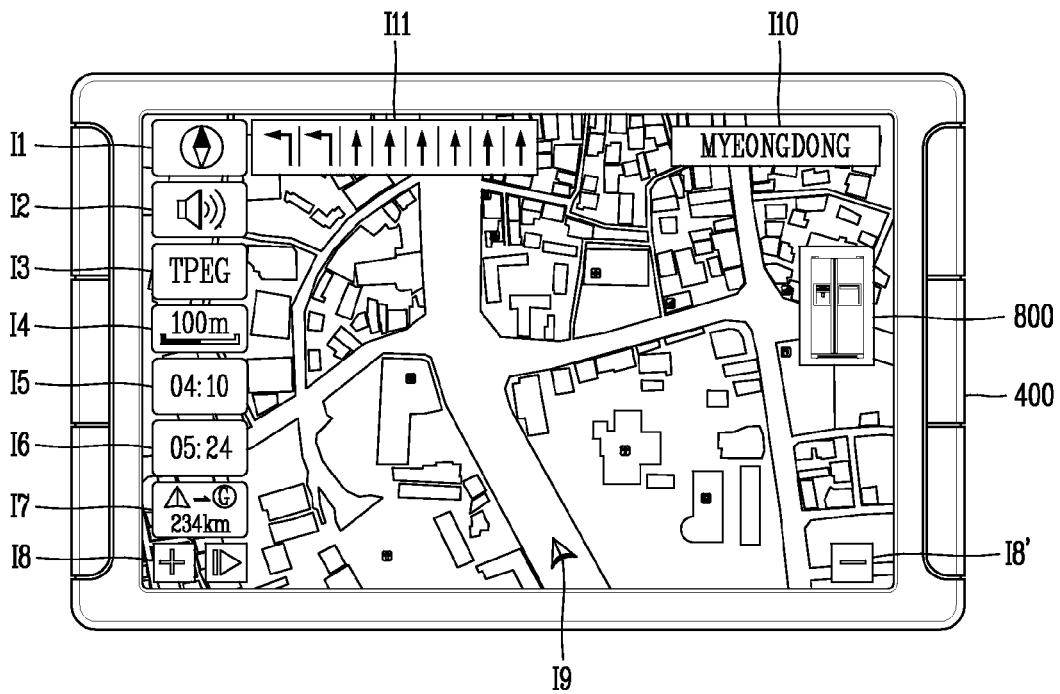 I11
I10
I1
MYEONGDONG
I2
I3
TPEG
I4
100m
800
I5
04:10
400
I6
05:24
I7
G
234km
I8
I8'
I9